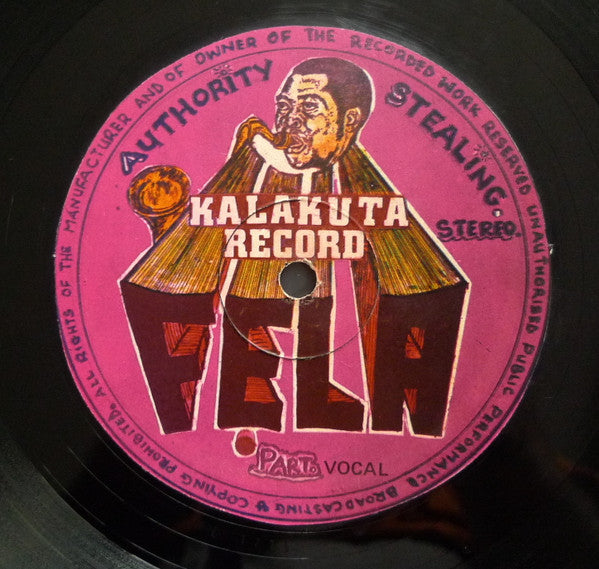 ALL RIGHTS OF THE MANUFACTURER AND OF OWNER OF THE RECORDED WORK RESERVED UNAUTHORISED PUBLIC PERFORMANCE BROADCASTING & COPYING PROHIBITED.
AUTHORITY STEALING.
KALAKUTA
RECORD
STEREO.
FELA
VOCAL